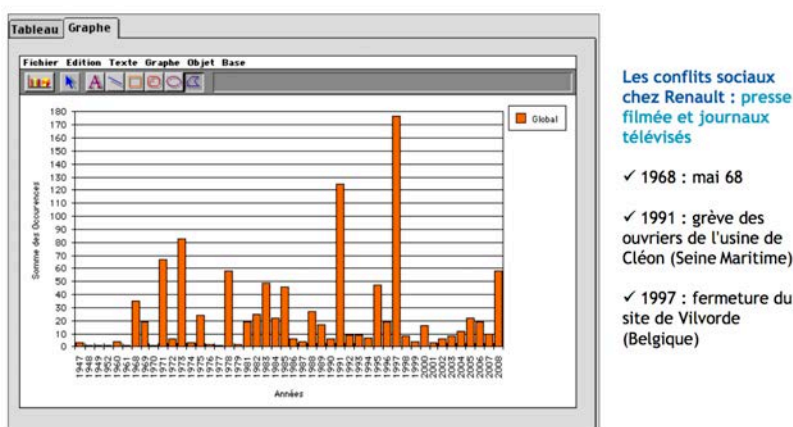 Tableau Graphe
Fichier Edition Texte Graphe Objet Base
A
180
170
160
150
140
130
120
110
100
90
80
70
60
50
40
30
20
10
0
Somme des Occurences
Global
1947 1948 1949 1952 1960 1961 1968 1969 1970 1971 1972 1973 1974 1975 1976 1977 1978 1979 1981 1982 1983 1984 1985 1986 1987 1988 1989 1990 1991 1992 1993 1994 1995 1996 1997 1998 1999 2000 2001 2002 2003 2004 2005 2006 2007 2008
Années
Les conflits sociaux
chez Renault : presse
filmée et journaux
télévisés
✓ 1968 : mai 68
✓ 1991 : grève des
ouvriers de l'usine de
Cléon (Seine Maritime)
✓ 1997 : fermeture du
site de Vilvorde
(Belgique)